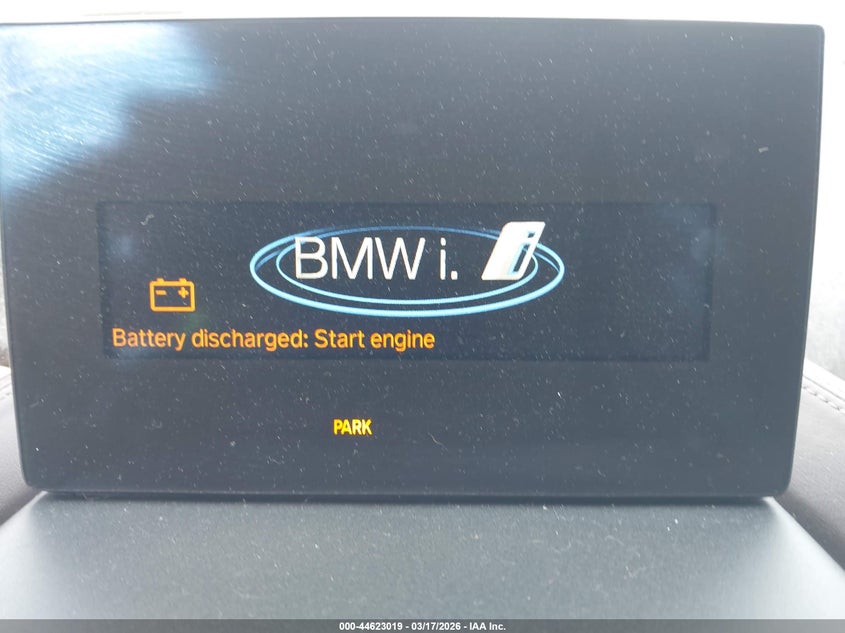 BMW i. i
- +
Battery discharged: Start engine
PARK
000-44623019 - 03/17/2026 - IAA Inc.